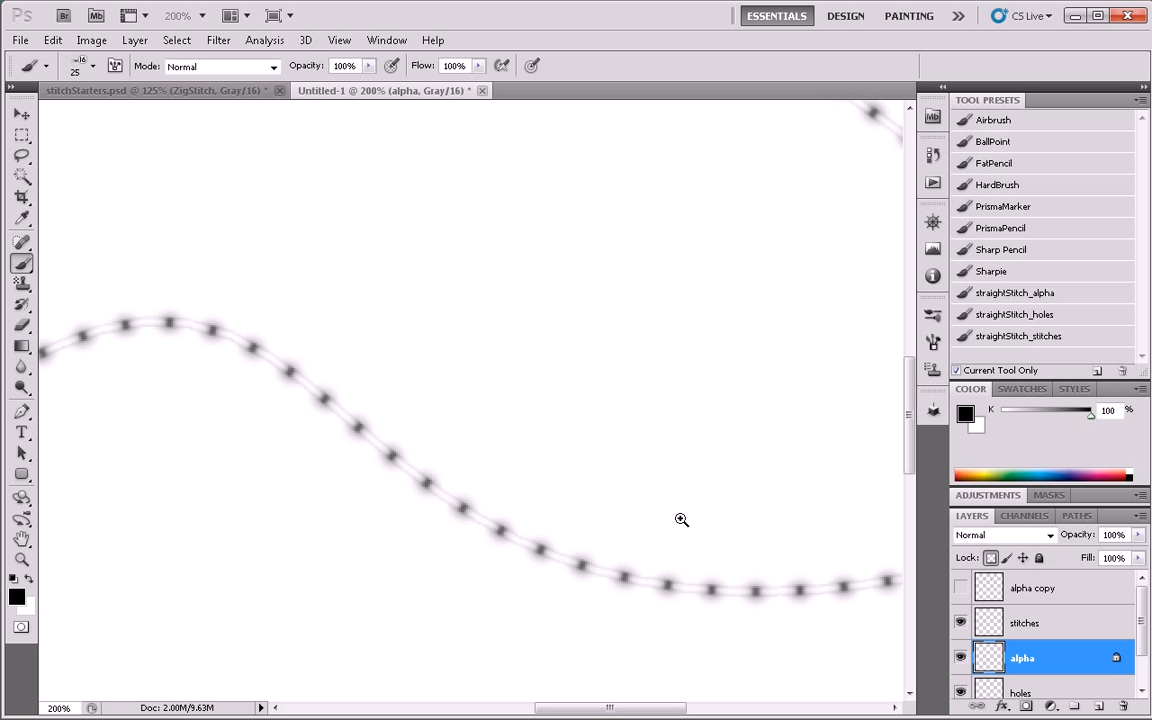 Ps Br Mb 200% ESSENTIALS DESIGN PAINTING CS Live
File Edit Image Layer Select Filter Analysis 3D View Window Help
25 Mode: Normal Opacity: 100% Flow: 100%
stitchStarters.psd @ 125% (ZigStitch, Gray/16) * Untitled-1 @ 200% (alpha, Gray/16) *
TOOL PRESETS
Mb
Airbrush
BallPoint
FatPencil
HardBrush
PrismaMarker
PrismaPencil
Sharp Pencil
Sharpie
straightStitch_alpha
straightStitch_holes
straightStitch_stitches
Current Tool Only
COLOR SWATCHES STYLES
K 100 %
ADJUSTMENTS MASKS
LAYERS CHANNELS PATHS
Normal Opacity: 100%
Lock: Fill: 100%
alpha copy
stitches
alpha
holes
200% Doc: 2.00M/9.63M